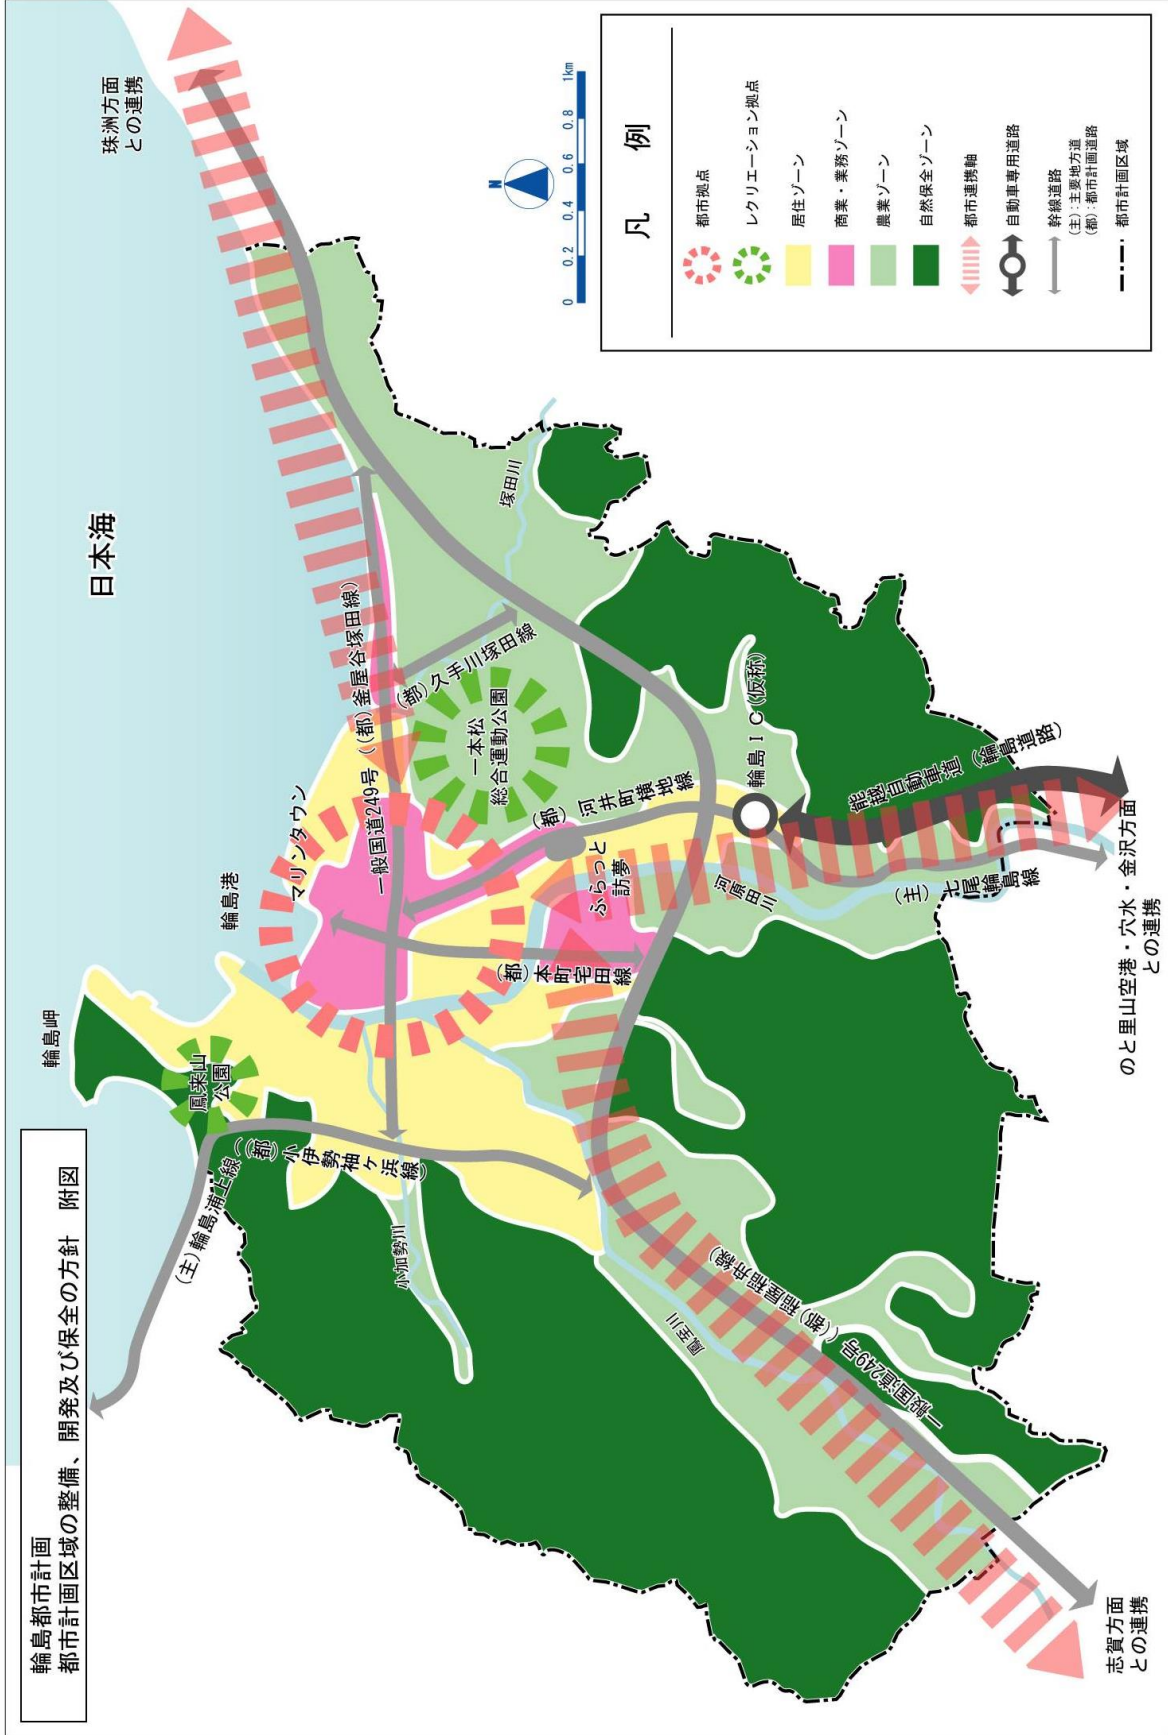 輪島都市計画
都市計画区域の整備、開発及び保全の方針　附図
日本海
珠洲方面
との連携
輪島岬
輪島港
マリンタウン
鳳来山
公園
(主)輪島浦上線((都)小伊勢袖ケ浜線)
一般国道249号((都)釜屋谷塚田線)
(都)久手川塚田線
塚田川
一本松
総合運動公園
(都)河井町横地線
ふらっと
訪夢
(都)本町宅田線
河原田川
輪島IC(仮称)
能越自動車道(輪島道路)
(主)七尾輪島線
小加勢川
鳳至川
一般国道249号((都)稲屋稲舟線)
のと里山空港・穴水・金沢方面
との連携
志賀方面
との連携
N
0 0.2 0.4 0.6 0.8 1km
凡例
都市拠点
レクリエーション拠点
居住ゾーン
商業・業務ゾーン
農業ゾーン
自然保全ゾーン
都市連携軸
自動車専用道路
幹線道路
(主):主要地方道
(都):都市計画道路
都市計画区域